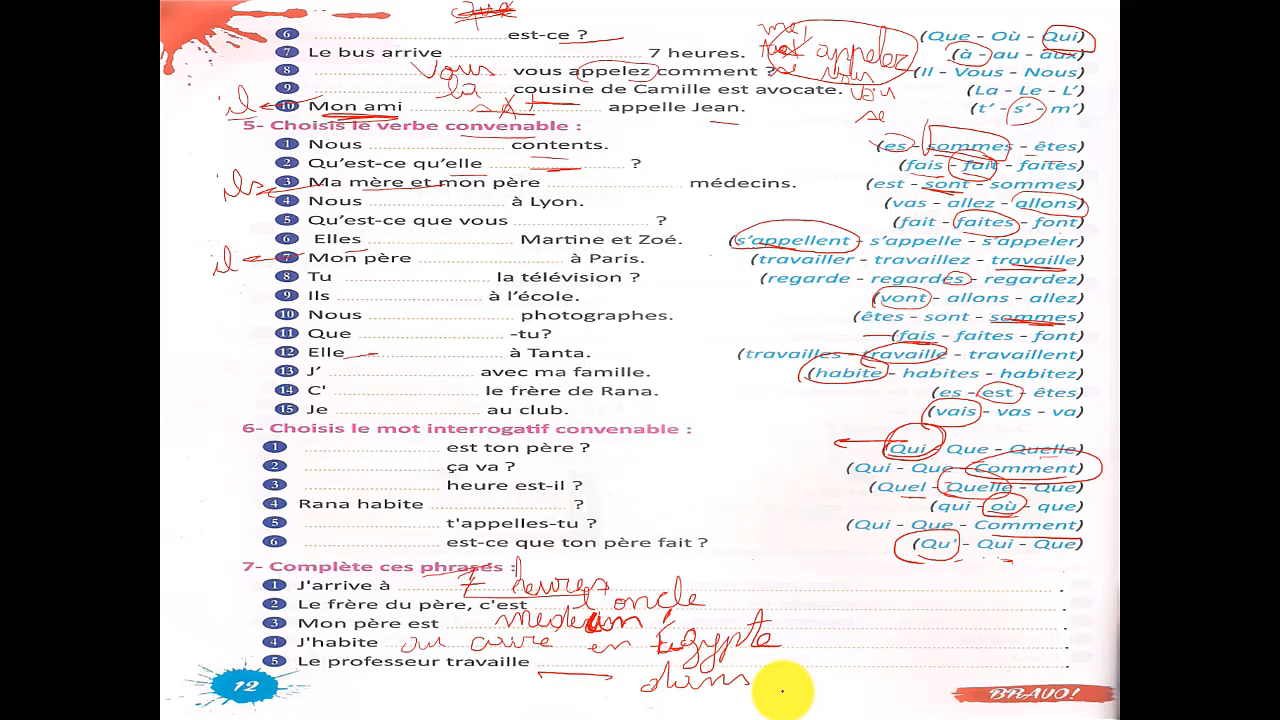 que
6 ............ est-ce ? (Que - Où - Qui)
7 Le bus arrive ............ 7 heures. (à - au - aux)
8 ............ vous appelez comment ? (Il - Vous - Nous)
9 ............ cousine de Camille est avocate. (La - Le - L')
10 Mon ami ............ appelle Jean. (t' - s' - m')
me
appelez
Vous
nous
la
se
il
s'
5- Choisis le verbe convenable :
1 Nous ............ contents. (es - sommes - êtes)
2 Qu'est-ce qu'elle ............ ? (fais - fait - faites)
ils
3 Ma mère et mon père ............ médecins. (est - sont - sommes)
4 Nous ............ à Lyon. (vas - allez - allons)
5 Qu'est-ce que vous ............ ? (fait - faites - font)
6 Elles ............ Martine et Zoé. (s'appellent - s'appelle - s'appeler)
il
7 Mon père ............ à Paris. (travailler - travaillez - travaille)
8 Tu ............ la télévision ? (regarde - regardes - regardez)
9 Ils ............ à l'école. (vont - allons - allez)
10 Nous ............ photographes. (êtes - sont - sommes)
11 Que ............ -tu? (fais - faites - font)
12 Elle ............ à Tanta. (travailles - travaille - travaillent)
13 J' ............ avec ma famille. (habite - habites - habitez)
14 C' ............ le frère de Rana. (es - est - êtes)
15 Je ............ au club. (vais - vas - va)
6- Choisis le mot interrogatif convenable :
1 ............ est ton père ? (Qui - Que - Quelle)
2 ............ ça va ? (Qui - Que - Comment)
3 ............ heure est-il ? (Quel - Quelle - Que)
4 Rana habite ............ ? (qui - où - que)
5 ............ t'appelles-tu ? (Qui - Que - Comment)
6 ............ est-ce que ton père fait ? (Qu' - Qui - Que)
7- Complète ces phrases :
1 J'arrive à 7 heures ............ .
2 Le frère du père, c'est l'oncle ............ .
3 Mon père est médecin ............ .
4 J'habite au caire en Égypte ............ .
5 Le professeur travaille ............ .
dans
12
BRAVO!